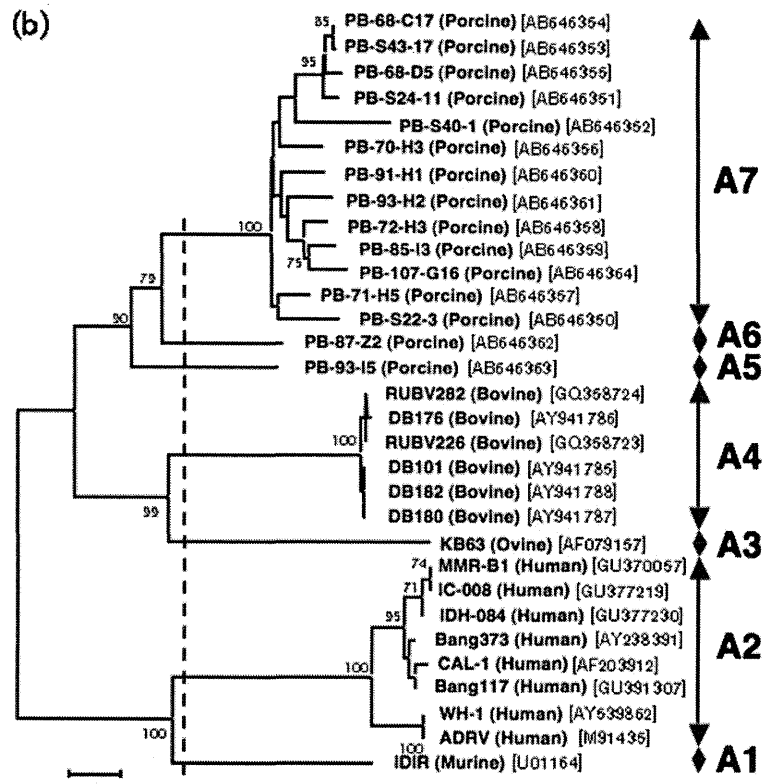 (b)
85 PB-68-C17 (Porcine) [AB646354]
PB-S43-17 (Porcine) [AB646353]
95 PB-68-D5 (Porcine) [AB646355]
PB-S24-11 (Porcine) [AB646351]
PB-S40-1 (Porcine) [AB646352]
PB-70-H3 (Porcine) [AB646356]
PB-91-H1 (Porcine) [AB646360]
A7
PB-93-H2 (Porcine) [AB646361]
100 PB-72-H3 (Porcine) [AB646358]
PB-85-I3 (Porcine) [AB646359]
75 PB-107-G16 (Porcine) [AB646364]
79 PB-71-H5 (Porcine) [AB646357]
PB-S22-3 (Porcine) [AB646350]
90 PB-87-Z2 (Porcine) [AB646362] A6
PB-93-I5 (Porcine) [AB646363] A5
RUBV282 (Bovine) [GQ358724]
DB176 (Bovine) [AY941786]
100 RUBV226 (Bovine) [GQ358723]
DB101 (Bovine) [AY941785] A4
DB182 (Bovine) [AY941788]
99 DB180 (Bovine) [AY941787]
KB63 (Ovine) [AF079157] A3
74 MMR-B1 (Human) [GU370057]
71 IC-008 (Human) [GU377219]
95 IDH-084 (Human) [GU377230]
Bang373 (Human) [AY238391] A2
100 CAL-1 (Human) [AF203912]
Bang117 (Human) [GU391307]
WH-1 (Human) [AY539862]
100 100 ADRV (Human) [M91435]
IDIR (Murine) [U01164] A1